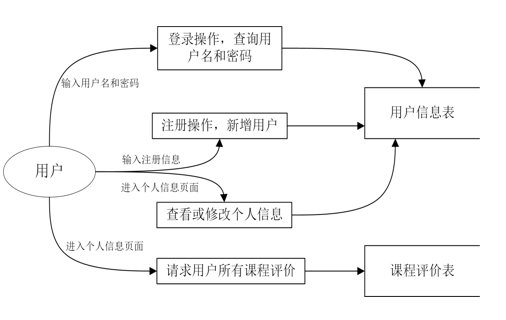 登录操作，查询用
户名和密码
输入用户名和密码
用户信息表
注册操作，新增用户
输入注册信息
用户
进入个人信息页面
查看或修改个人信息
进入个人信息页面
请求用户所有课程评价
课程评价表